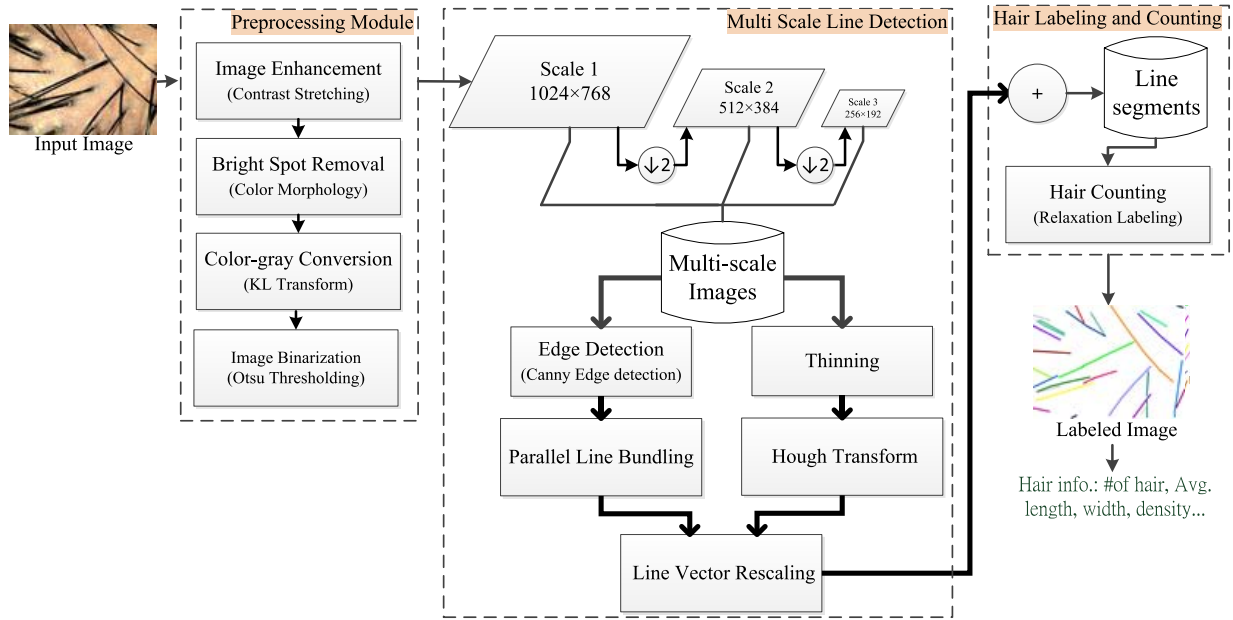 Preprocessing Module
Input Image
Image Enhancement
(Contrast Stretching)
Bright Spot Removal
(Color Morphology)
Color-gray Conversion
(KL Transform)
Image Binarization
(Otsu Thresholding)
Multi Scale Line Detection
Scale 1
1024×768
↓2
Scale 2
512×384
↓2
Scale 3
256×192
Multi-scale
Images
Edge Detection
(Canny Edge detection)
Parallel Line Bundling
Thinning
Hough Transform
Line Vector Rescaling
Hair Labeling and Counting
+
Line
segments
Hair Counting
(Relaxation Labeling)
Labeled Image
Hair info.: #of hair, Avg.
length, width, density...